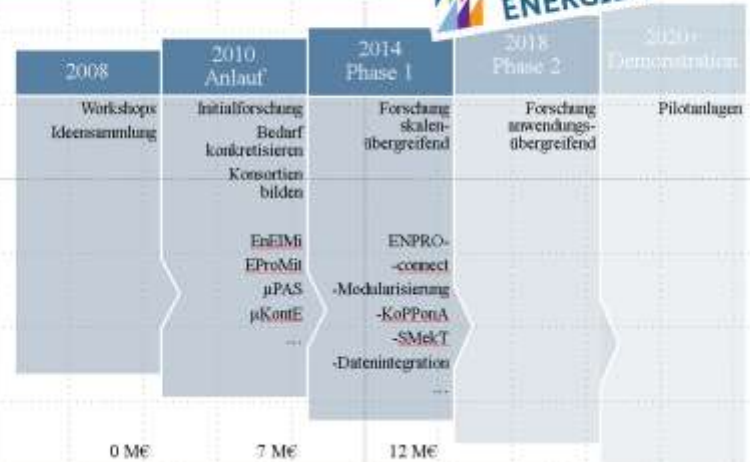 ENERGIE
2008
Workshops
Ideensammlung
0 M€
2010
Anlauf
Initialforschung
Bedarf
konkretisieren
Konsortien
bilden
EnEIMi
EProMit
µPAS
µKontE
...
7 M€
2014
Phase 1
Forschung
skalen-
übergreifend
ENPRO-
-connect
-Modularisierung
-KoPPonA
-SMekT
-Datenintegration
...
12 M€
2018
Phase 2
Forschung
anwendungs-
übergreifend
2020+
Demonstration
Pilotanlagen